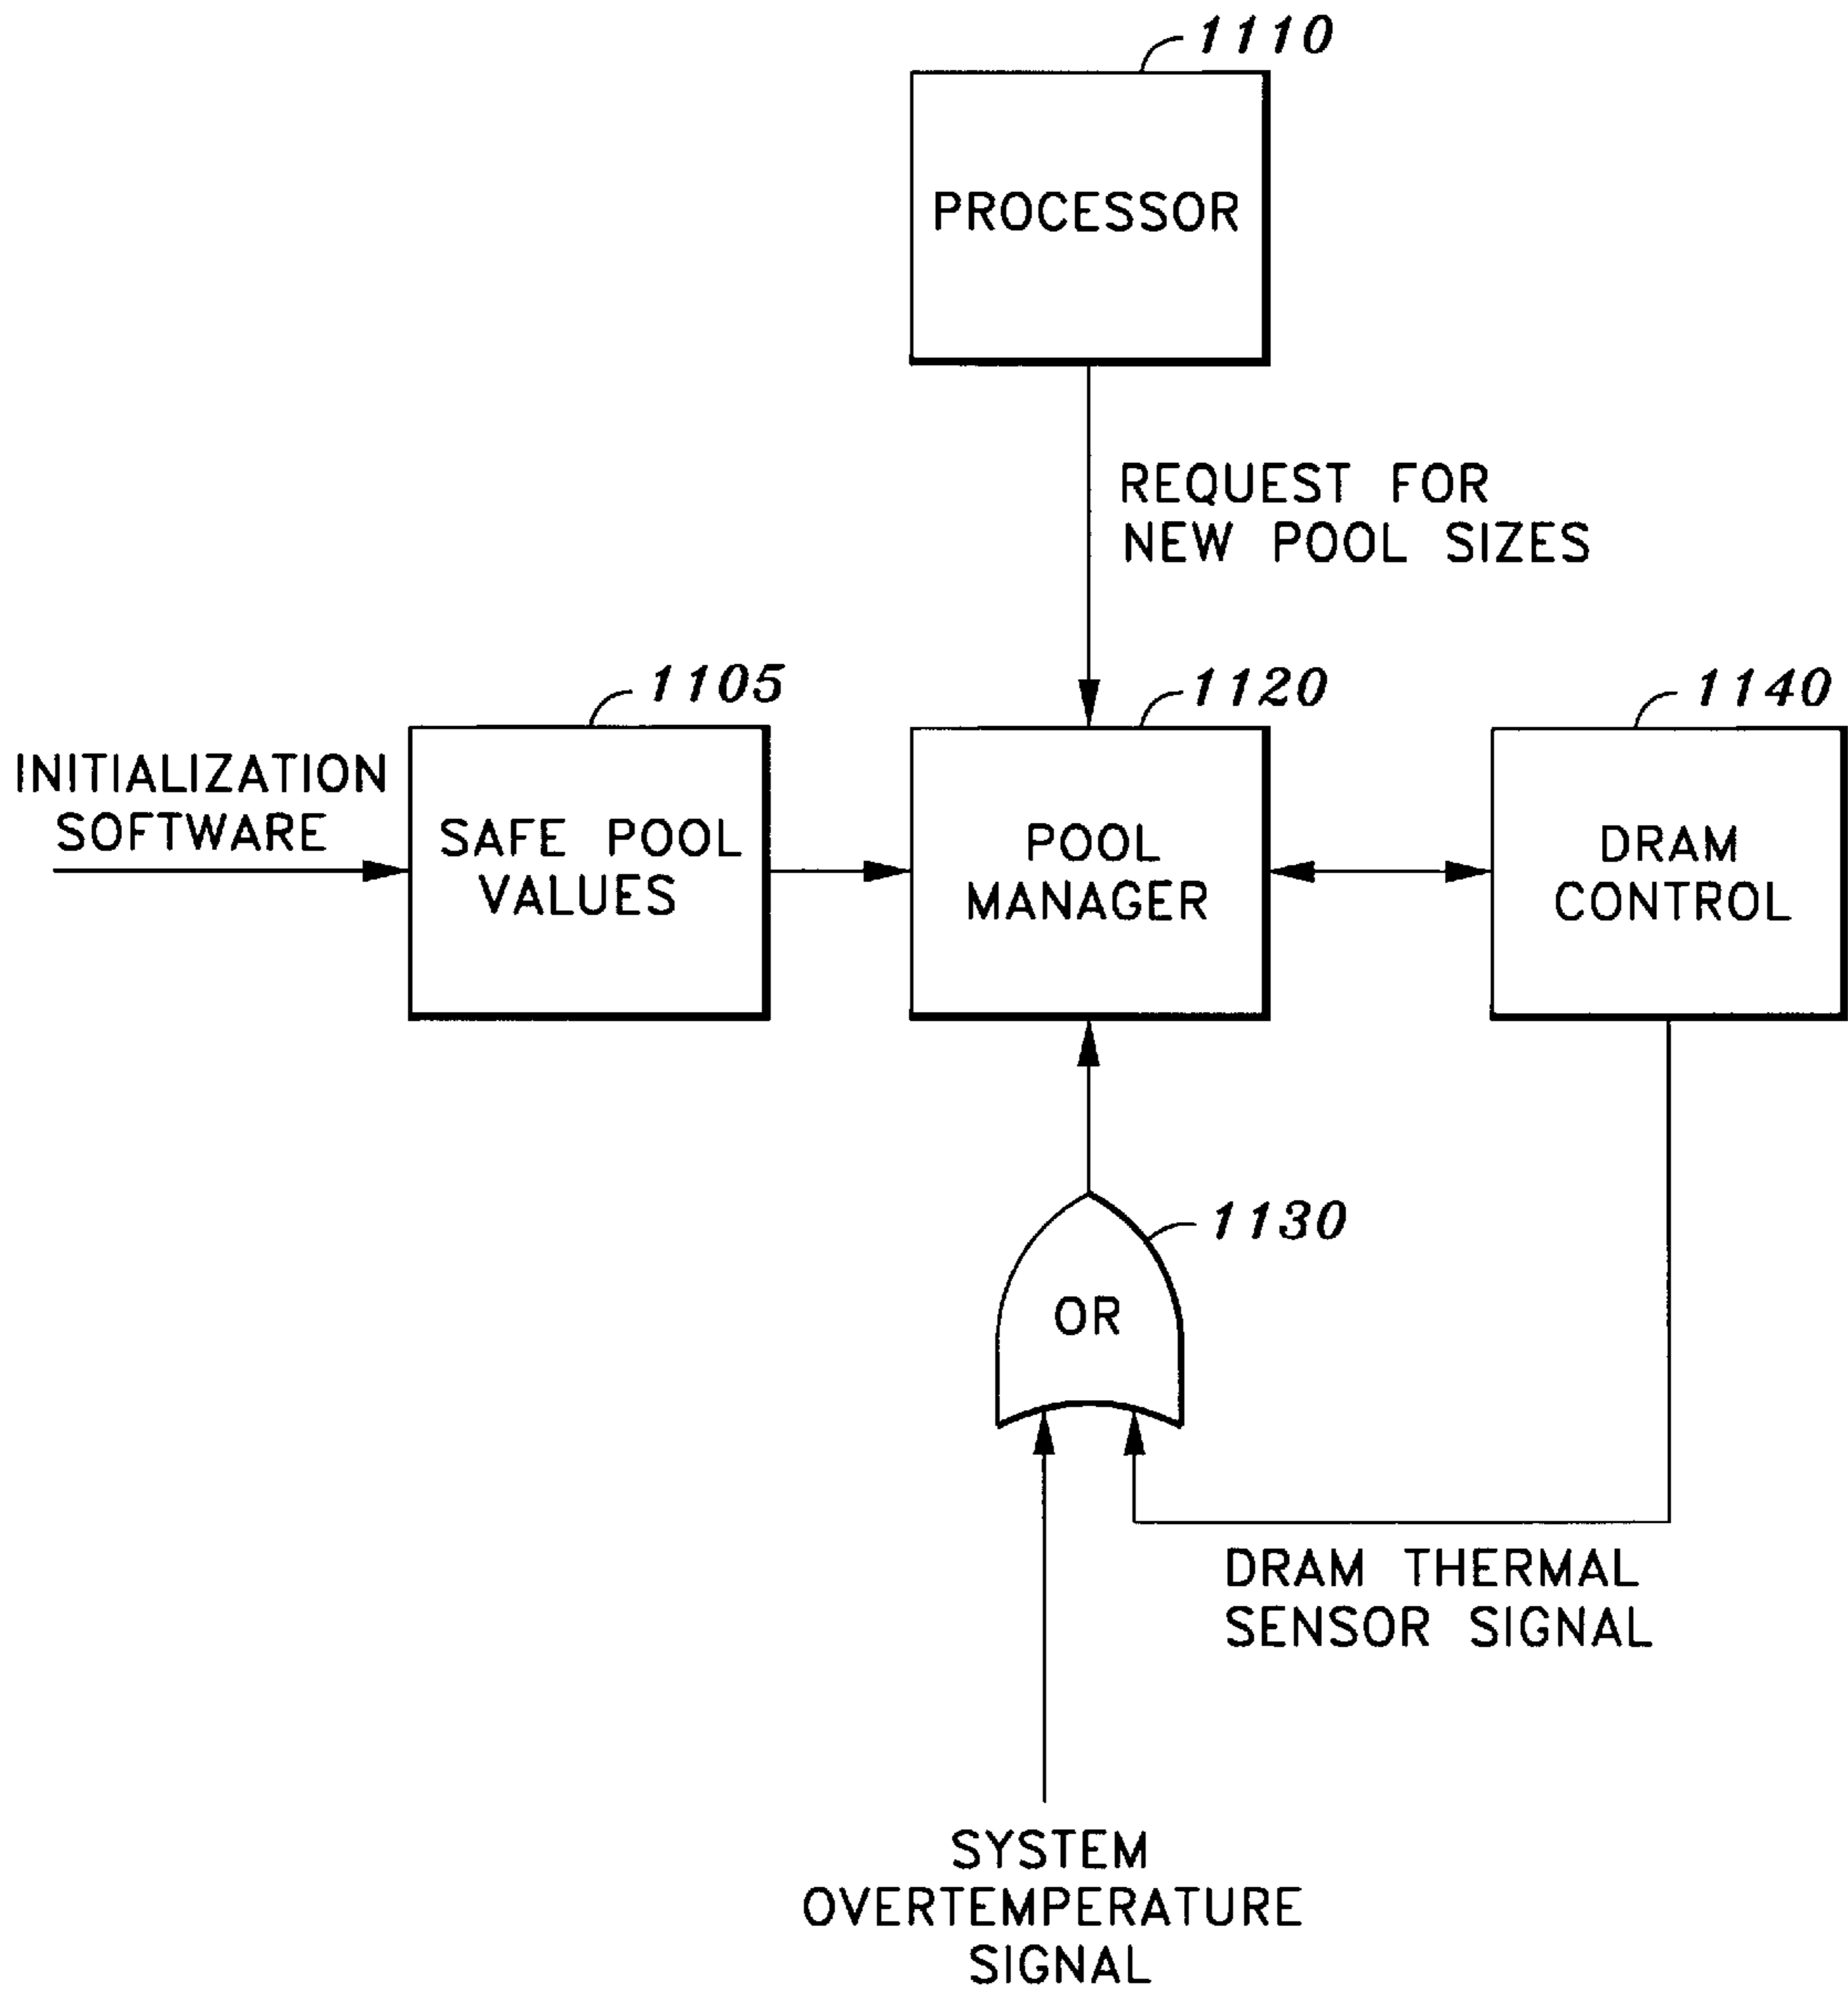 1110
PROCESSOR
REQUEST FOR
NEW POOL SIZES
1105
1120
1140
INITIALIZATION
SOFTWARE
SAFE POOL
VALUES
POOL
MANAGER
DRAM
CONTROL
1130
OR
DRAM THERMAL
SENSOR SIGNAL
SYSTEM
OVERTEMPERATURE
SIGNAL